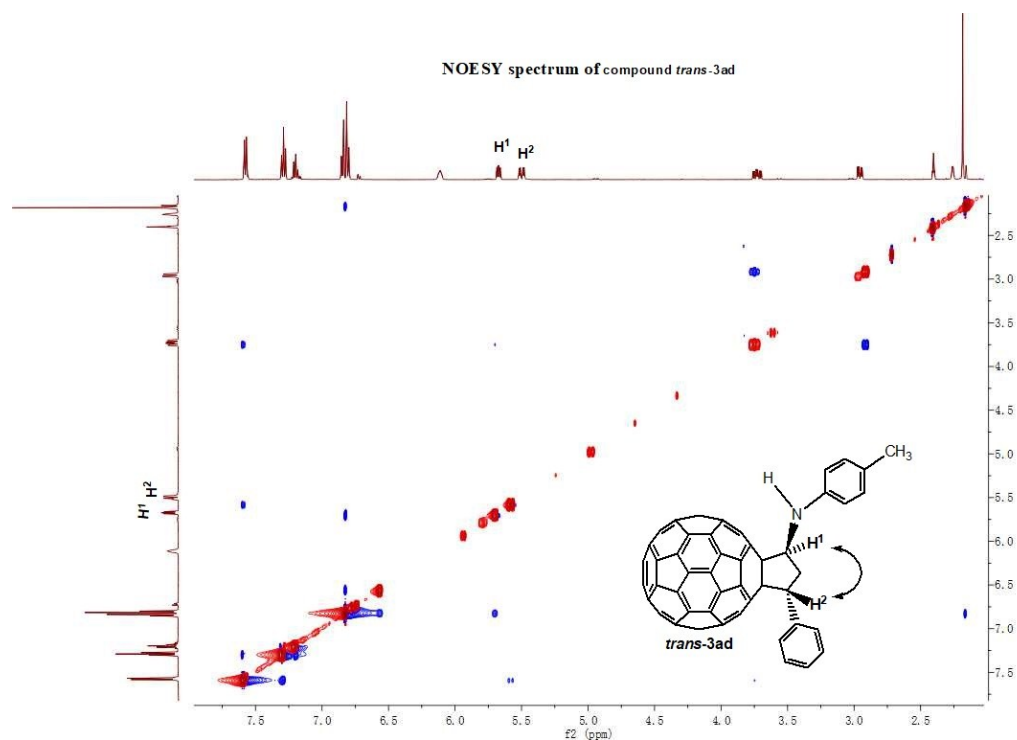 NOESY spectrum of compound trans-3ad
H¹
H²
2.5
3.0
3.5
4.0
4.5
5.0
5.5
6.0
6.5
7.0
7.5
H¹ H²
H
N
CH₃
H¹
H²
trans-3ad
7.5 7.0 6.5 6.0 5.5 5.0 4.5 4.0 3.5 3.0 2.5
f2 (ppm)